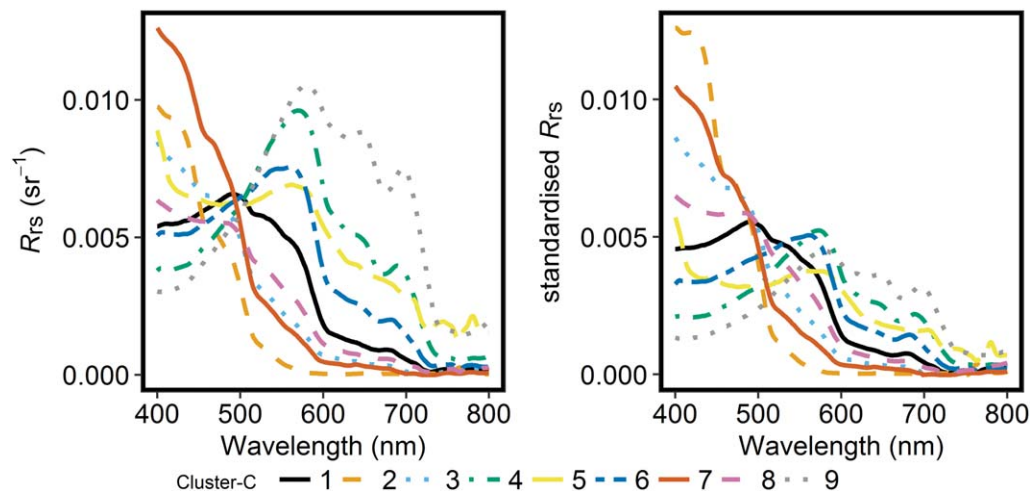 Rrs (sr−1)
0.010
0.005
0.000
400 500 600 700 800
Wavelength (nm)
standardised Rrs
0.010
0.005
0.000
400 500 600 700 800
Wavelength (nm)
Cluster-C 1 2 3 4 5 6 7 8 9